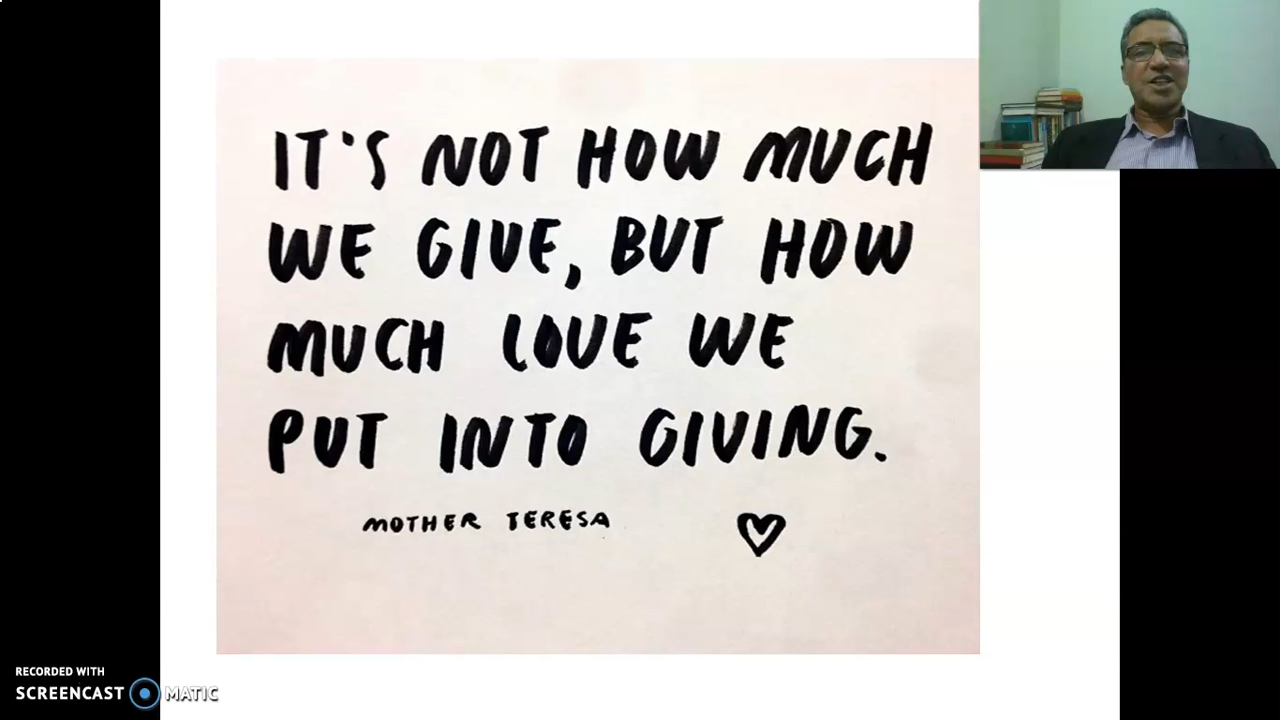 IT'S NOT HOW MUCH
WE GIVE, BUT HOW
MUCH LOVE WE
PUT INTO GIVING.
MOTHER TERESA
RECORDED WITH
SCREENCAST MATIC